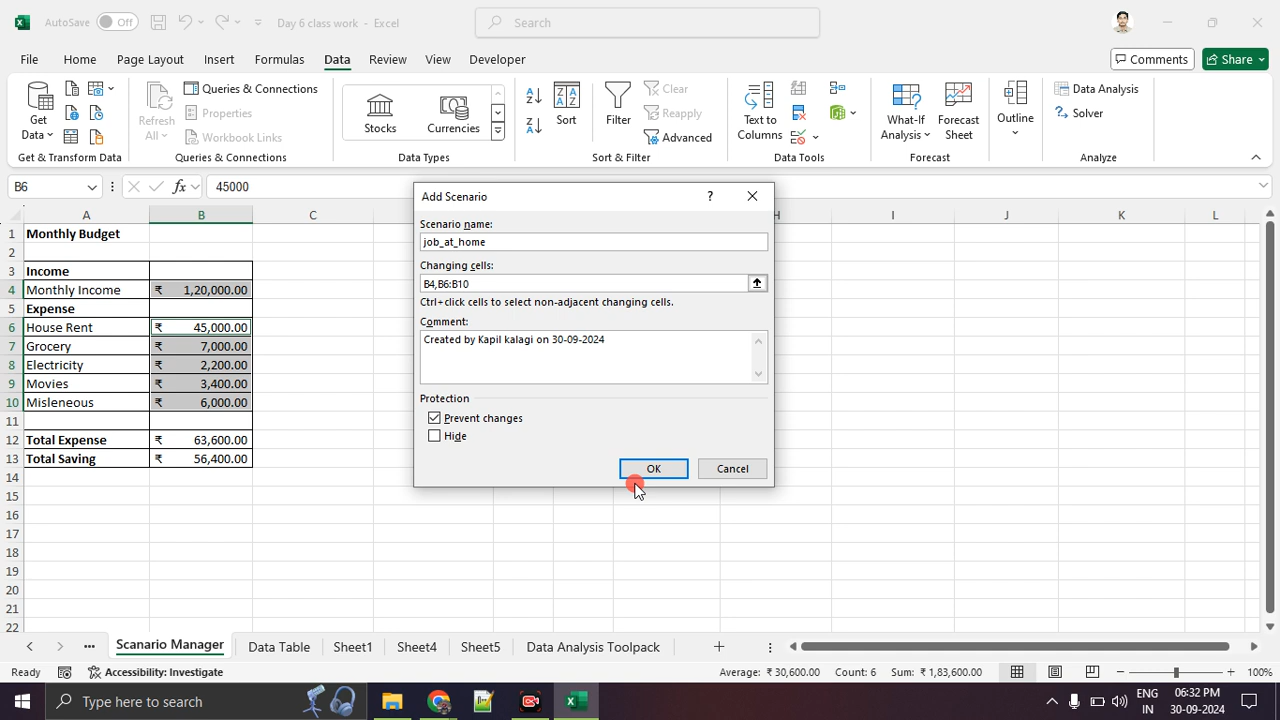 AutoSave Off Day 6 class work - Excel Search
File Home Page Layout Insert Formulas Data Review View Developer Comments Share
Get Data Queries & Connections Properties Workbook Links Refresh All
Stocks Currencies Sort Filter Clear Reapply Advanced
Text to Columns What-If Analysis Forecast Sheet Outline Data Analysis Solver
Get & Transform Data Queries & Connections Data Types Sort & Filter Data Tools Forecast Analyze
B6 fx 45000
A B C H I J K L
1 Monthly Budget
2
3 Income
4 Monthly Income ₹ 1,20,000.00
5 Expense
6 House Rent ₹ 45,000.00
7 Grocery ₹ 7,000.00
8 Electricity ₹ 2,200.00
9 Movies ₹ 3,400.00
10 Misleneous ₹ 6,000.00
11
12 Total Expense ₹ 63,600.00
13 Total Saving ₹ 56,400.00
14
15
16
17
18
19
20
21
22
Add Scenario ?
Scenario name:
job_at_home
Changing cells:
B4,B6:B10
Ctrl+click cells to select non-adjacent changing cells.
Comment:
Created by Kapil kalagi on 30-09-2024
Protection
Prevent changes
Hide
OK Cancel
Scanario Manager Data Table Sheet1 Sheet4 Sheet5 Data Analysis Toolpack
Ready Accessibility: Investigate Average: ₹ 30,600.00 Count: 6 Sum: ₹ 1,83,600.00 100%
Type here to search ENG IN 06:32 PM 30-09-2024